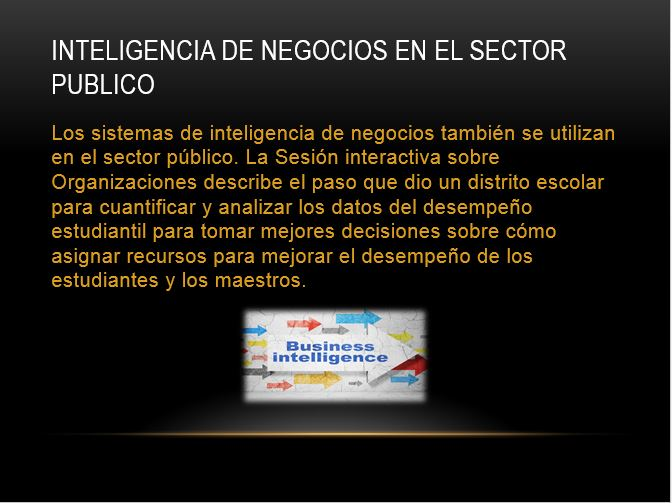 INTELIGENCIA DE NEGOCIOS EN EL SECTOR
PUBLICO
Los sistemas de inteligencia de negocios también se utilizan
en el sector público. La Sesión interactiva sobre
Organizaciones describe el paso que dio un distrito escolar
para cuantificar y analizar los datos del desempeño
estudiantil para tomar mejores decisiones sobre cómo
asignar recursos para mejorar el desempeño de los
estudiantes y los maestros.
Business
intelligence